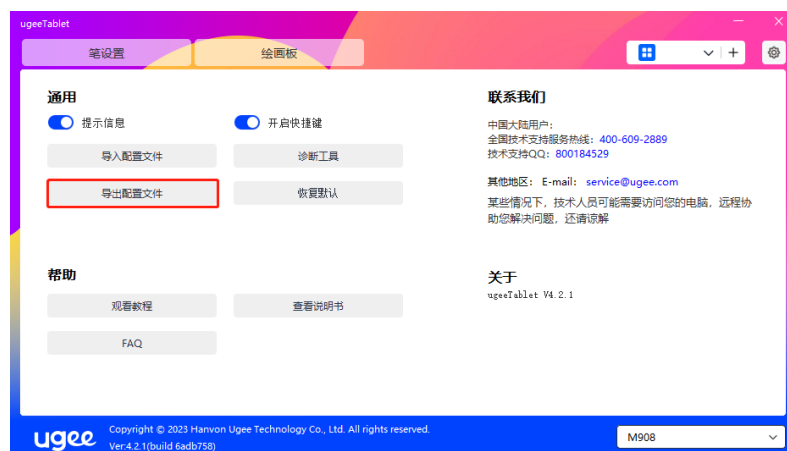 ugeeTablet
笔设置
绘画板
通用
提示信息
开启快捷键
导入配置文件
诊断工具
导出配置文件
恢复默认
帮助
观看教程
查看说明书
FAQ
联系我们
中国大陆用户:
全国技术支持服务热线: 400-609-2889
技术支持QQ: 800184529
其他地区: E-mail: service@ugee.com
某些情况下，技术人员可能需要访问您的电脑，远程协
助您解决问题，还请谅解
关于
ugeeTablet V4.2.1
ugee
Copyright © 2023 Hanvon Ugee Technology Co., Ltd. All rights reserved.
Ver:4.2.1(build 6adb758)
M908